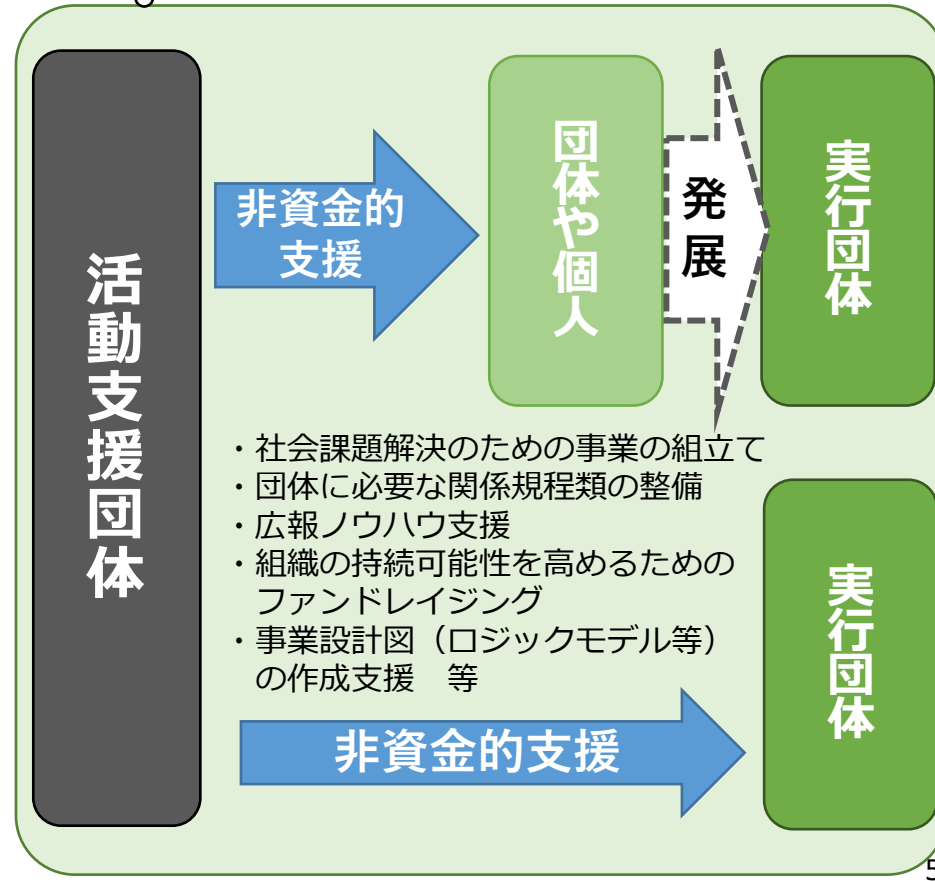 活動支援団体
非資金的
支援
団体や個人
発展
実行団体
・社会課題解決のための事業の組立て
・団体に必要な関係規程類の整備
・広報ノウハウ支援
・組織の持続可能性を高めるための
ファンドレイジング
・事業設計図（ロジックモデル等）
の作成支援　等
非資金的支援
実行団体
5